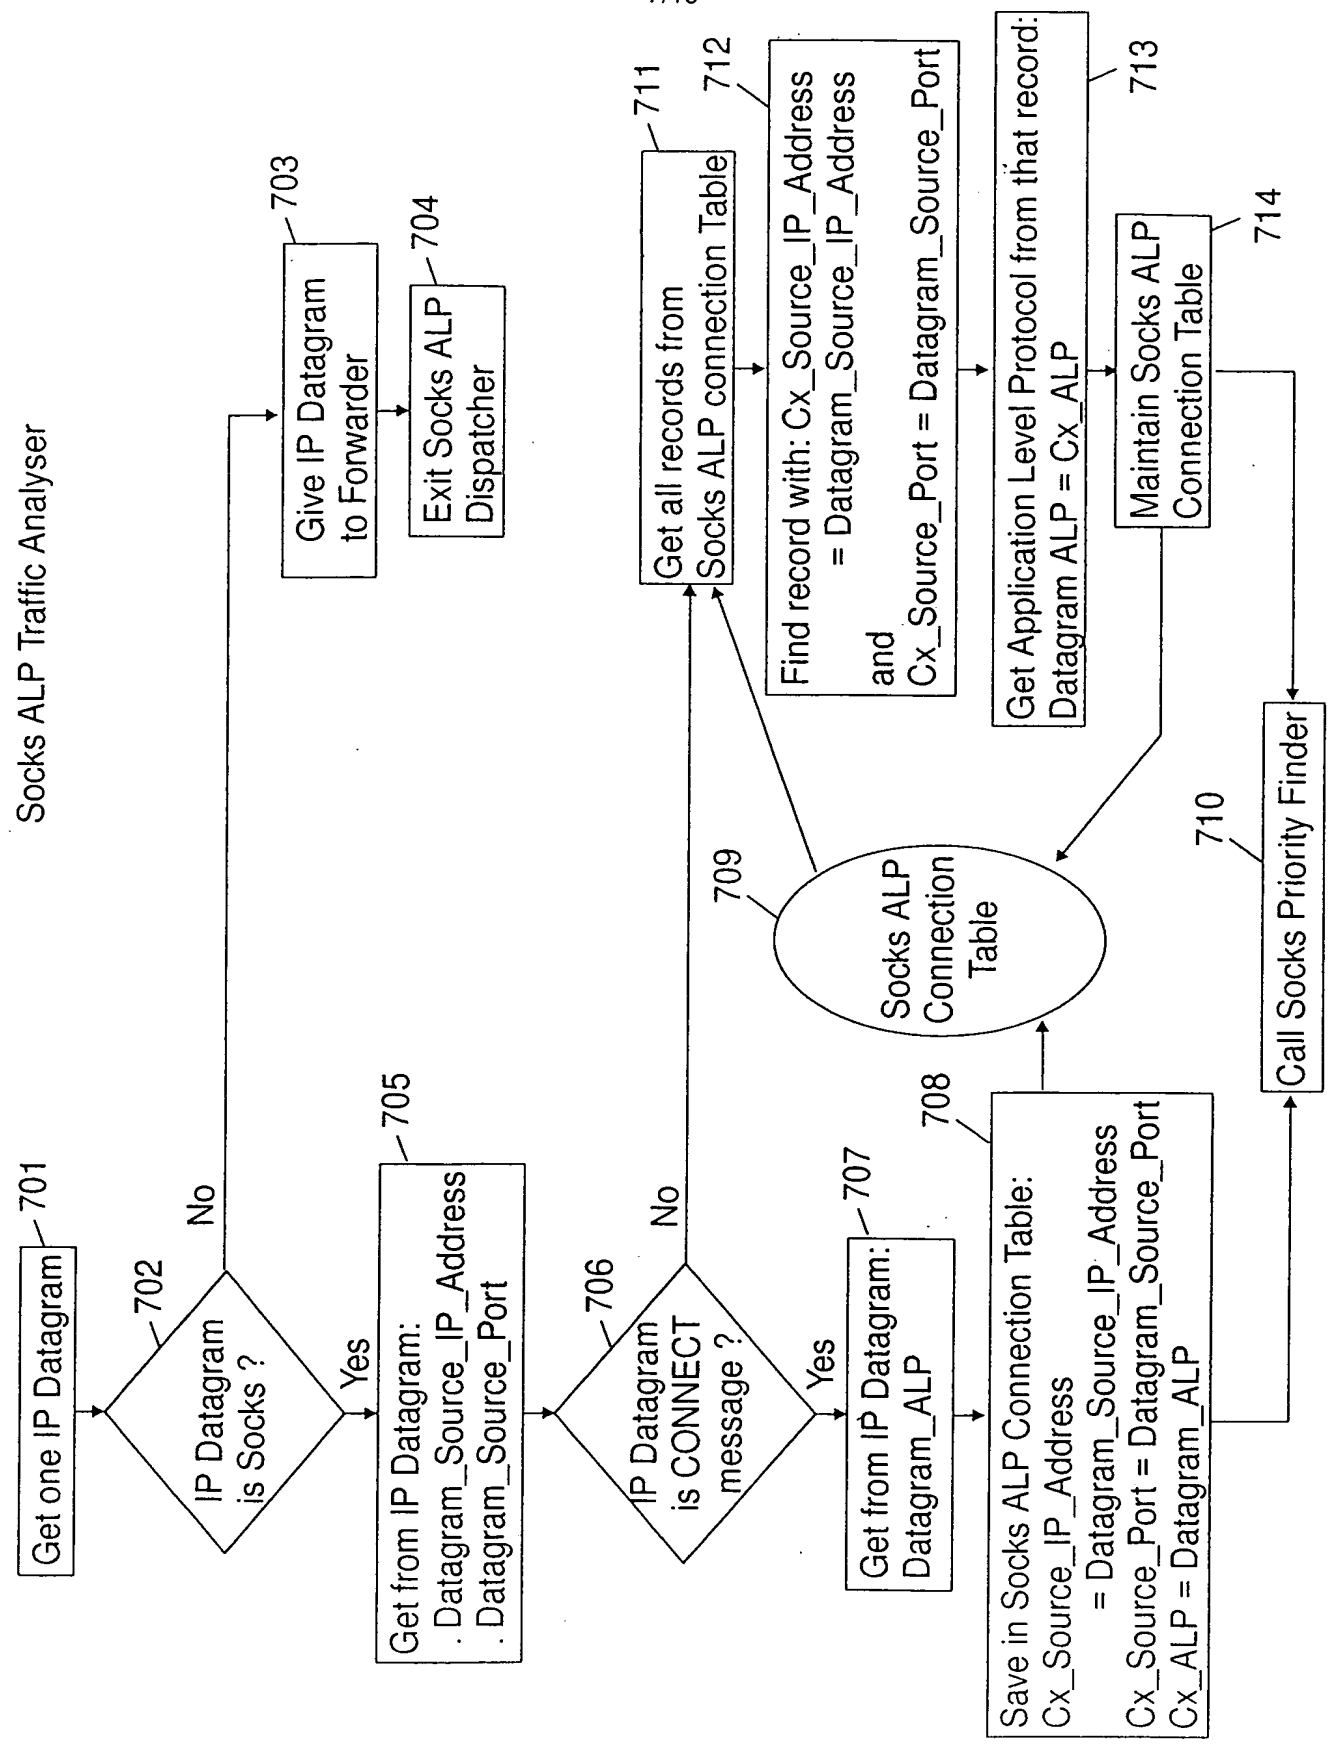 Socks ALP Traffic Analyser
Get one IP Datagram
701
IP Datagram
is Socks ?
702
No
Yes
Give IP Datagram
to Forwarder
703
Exit Socks ALP
Dispatcher
704
Get from IP Datagram:
. Datagram_Source_IP_Address
. Datagram_Source_Port
705
IP Datagram
is CONNECT
message ?
706
No
Yes
Get from IP Datagram:
Datagram_ALP
707
Save in Socks ALP Connection Table:
Cx_Source_IP_Address
= Datagram_Source_IP_Address
Cx_Source_Port = Datagram_Source_Port
Cx_ALP = Datagram_ALP
708
Socks ALP
Connection
Table
709
Call Socks Priority Finder
710
Get all records from
Socks ALP connection Table
711
Find record with: Cx_Source_IP_Address
= Datagram_Source_IP_Address
and
Cx_Source_Port = Datagram_Source_Port
712
Get Application Level Protocol from that record:
Datagram ALP = Cx_ALP
713
Maintain Socks ALP
Connection Table
714